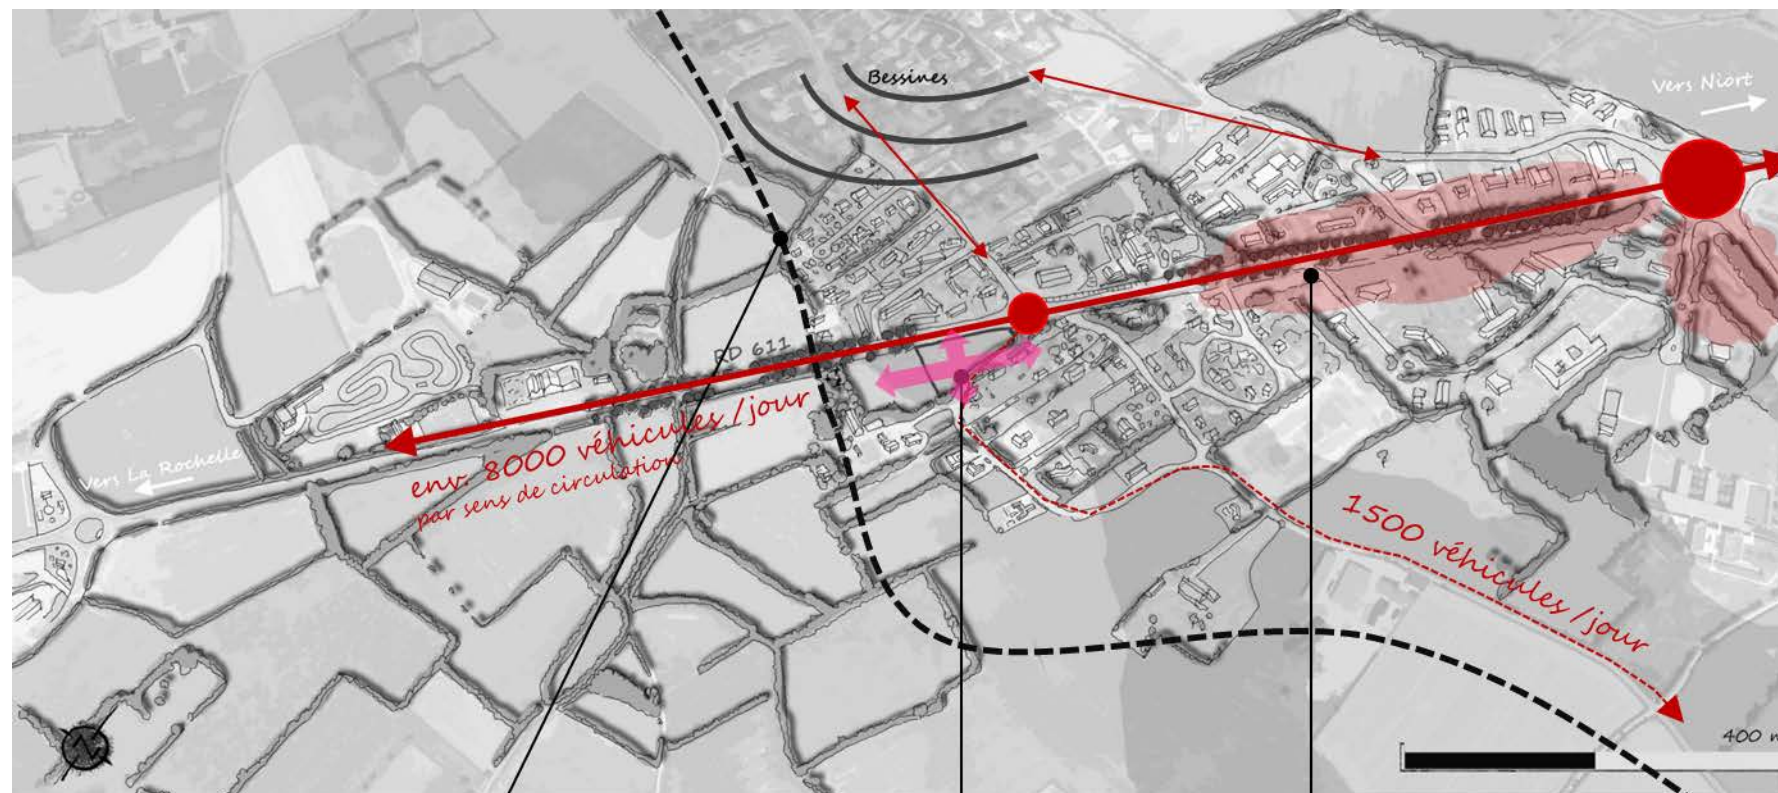 Bessines
Vers Niort
RD 611
env. 8000 véhicules/jour
par sens de circulation
Vers La Rochelle
1500 véhicules/jour
400 m
N